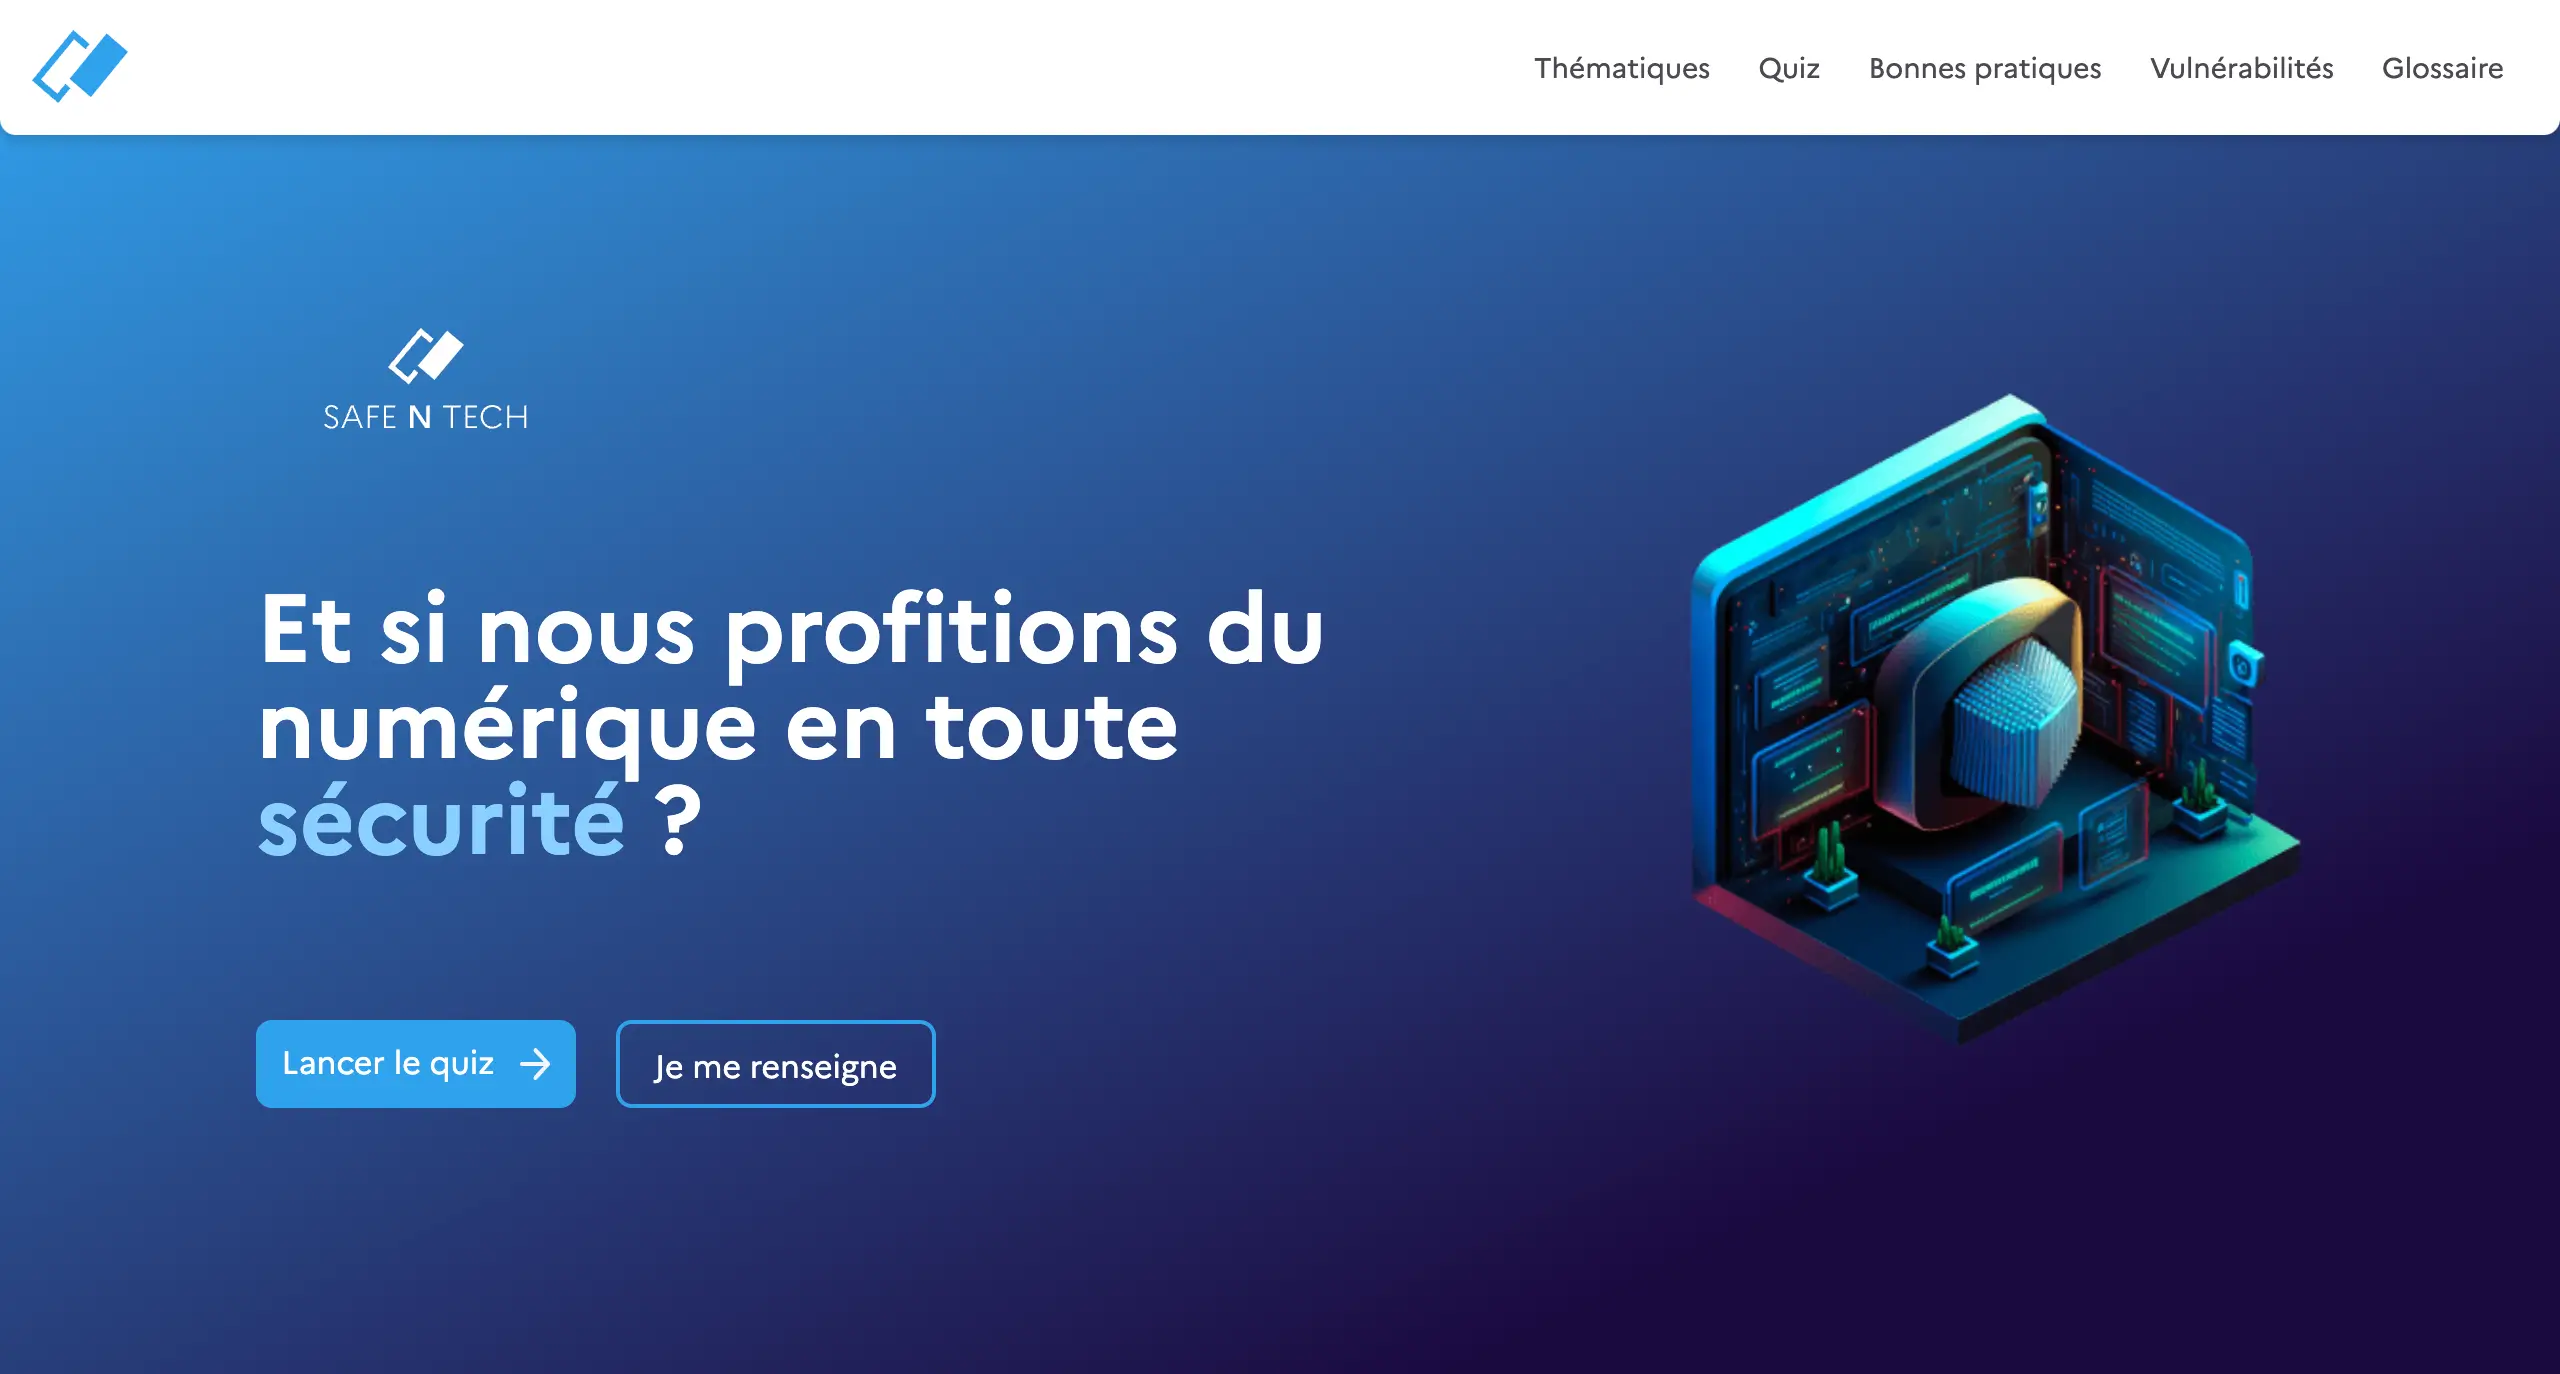 Thématiques Quiz Bonnes pratiques Vulnérabilités Glossaire
SAFE N TECH
Et si nous profitions du
numérique en toute
sécurité ?
Lancer le quiz
Je me renseigne